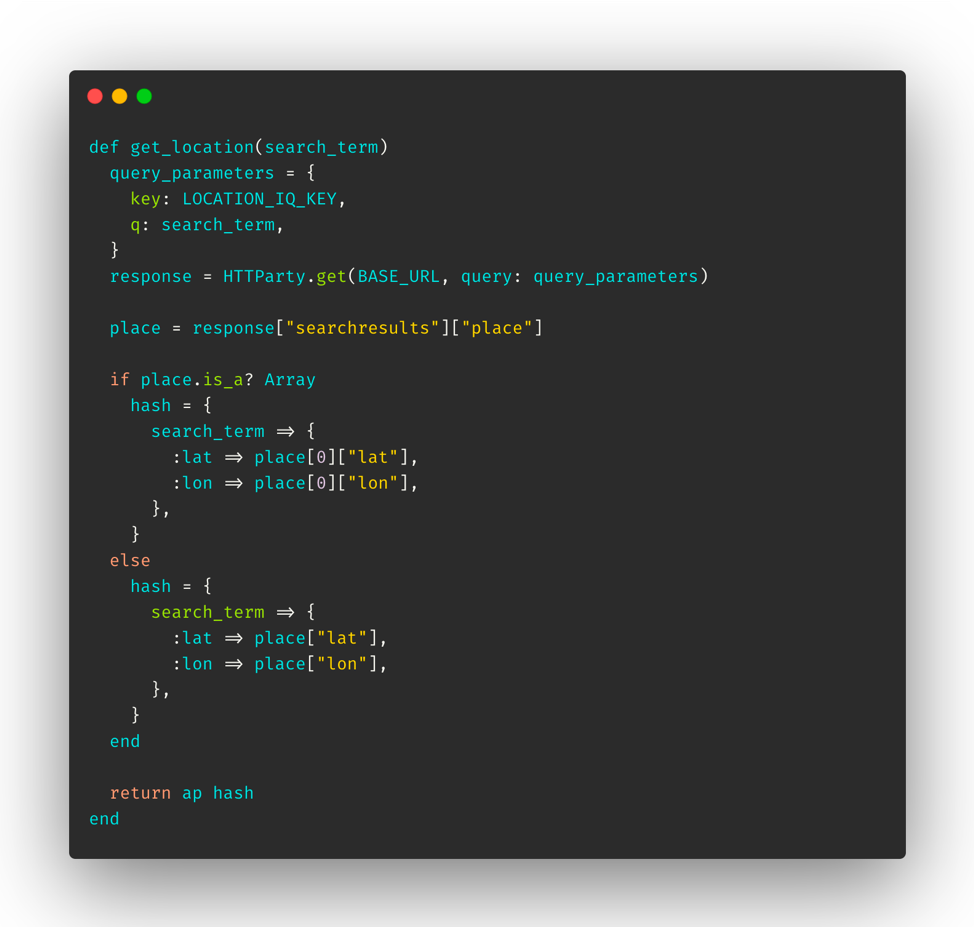 def get_location(search_term)
  query_parameters = {
    key: LOCATION_IQ_KEY,
    q: search_term,
  }
  response = HTTParty.get(BASE_URL, query: query_parameters)

  place = response["searchresults"]["place"]

  if place.is_a? Array
    hash = {
      search_term => {
        :lat => place[0]["lat"],
        :lon => place[0]["lon"],
      },
    }
  else
    hash = {
      search_term => {
        :lat => place["lat"],
        :lon => place["lon"],
      },
    }
  end

  return ap hash
end